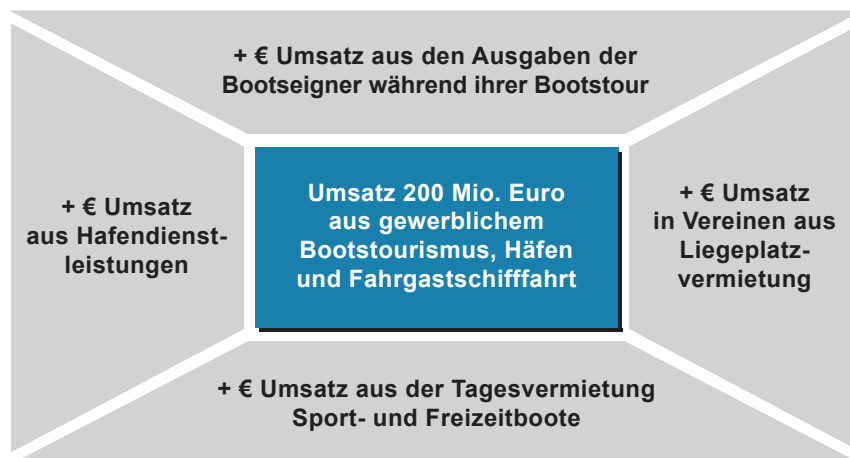 + € Umsatz aus den Ausgaben der
Bootseigner während ihrer Bootstour
+ € Umsatz
aus Hafendienst-
leistungen
Umsatz 200 Mio. Euro
aus gewerblichem
Bootstourismus, Häfen
und Fahrgastschifffahrt
+ € Umsatz
in Vereinen aus
Liegeplatz-
vermietung
+ € Umsatz aus der Tagesvermietung
Sport- und Freizeitboote